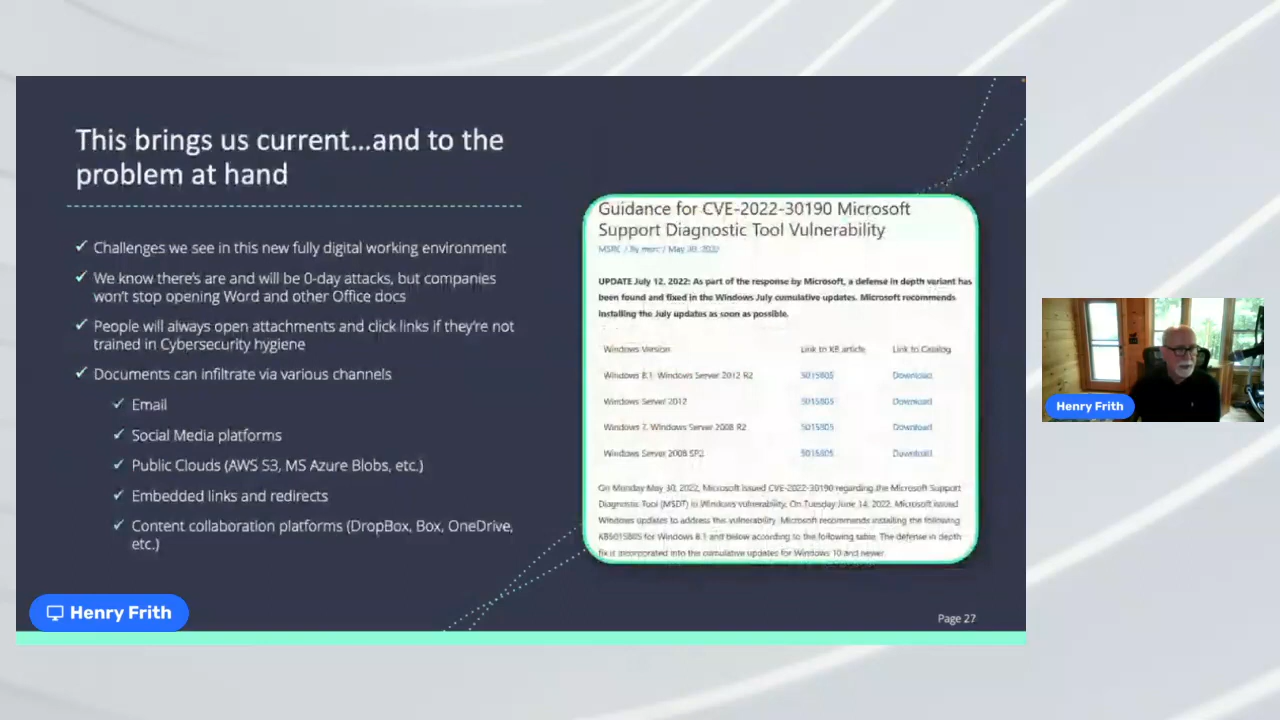 This brings us current...and to the
problem at hand
✓ Challenges we see in this new fully digital working environment
✓ We know there's are and will be 0-day attacks, but companies
won't stop opening Word and other Office docs
✓ People will always open attachments and click links if they're not
trained in Cybersecurity hygiene
✓ Documents can infiltrate via various channels
✓ Email
✓ Social Media platforms
✓ Public Clouds (AWS S3, MS Azure Blobs, etc.)
✓ Embedded links and redirects
✓ Content collaboration platforms (DropBox, Box, OneDrive,
etc.)
Guidance for CVE-2022-30190 Microsoft
Support Diagnostic Tool Vulnerability
MSRC / By msrc / May 30, 2022
UPDATE July 12, 2022: As part of the response by Microsoft, a defense in depth variant has
been found and fixed in the Windows July cumulative updates. Microsoft recommends
installing the July updates as soon as possible.
Windows Version Link to KB article Link to Catalog
Windows 8.1, Windows Server 2012 R2 5015805 Download
Windows Server 2012 5015805 Download
Windows 7, Windows Server 2008 R2 5015805 Download
Windows Server 2008 SP2 5015805 Download
On Monday May 30, 2022, Microsoft issued CVE-2022-30190 regarding the Microsoft Support
Diagnostic Tool (MSDT) in Windows vulnerability. On Tuesday June 14, 2022, Microsoft issued
Windows updates to address this vulnerability. Microsoft recommends installing the following
KB5015805 for Windows 8.1 and below according to the following table. The defense in depth
fix is incorporated into the cumulative updates for Windows 10 and newer.
Page 27
Henry Frith
Henry Frith